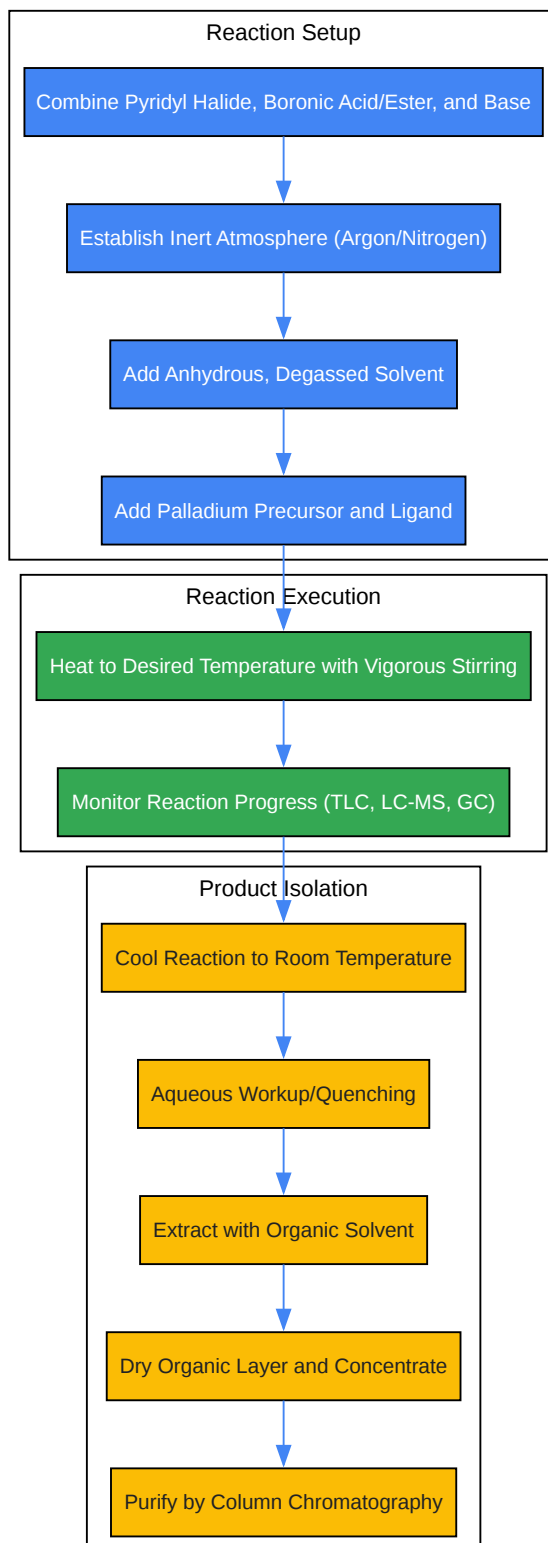 Reaction Setup
Combine Pyridyl Halide, Boronic Acid/Ester, and Base
Establish Inert Atmosphere (Argon/Nitrogen)
Add Anhydrous, Degassed Solvent
Add Palladium Precursor and Ligand
Reaction Execution
Heat to Desired Temperature with Vigorous Stirring
Monitor Reaction Progress (TLC, LC-MS, GC)
Product Isolation
Cool Reaction to Room Temperature
Aqueous Workup/Quenching
Extract with Organic Solvent
Dry Organic Layer and Concentrate
Purify by Column Chromatography